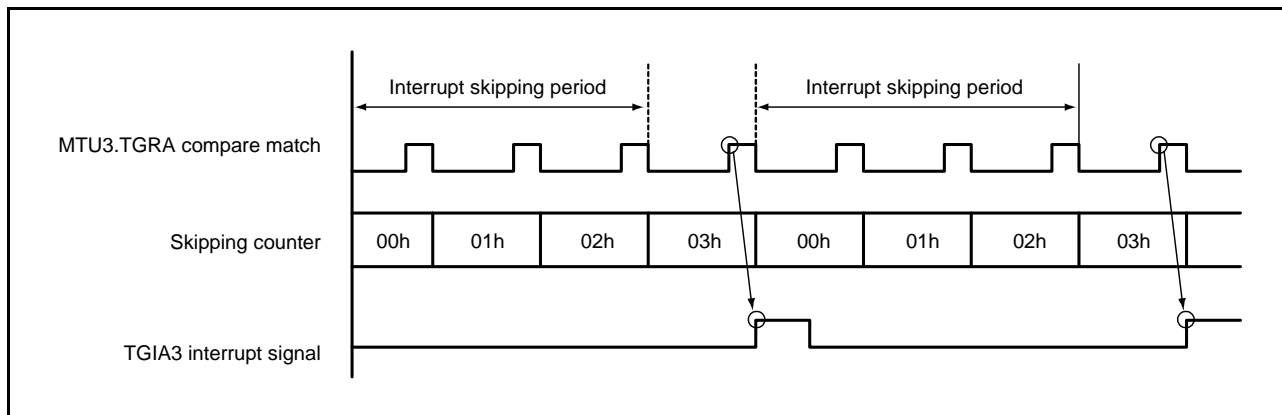 Interrupt skipping period Interrupt skipping period
MTU3.TGRA compare match
Skipping counter 00h 01h 02h 03h 00h 01h 02h 03h
TGIA3 interrupt signal